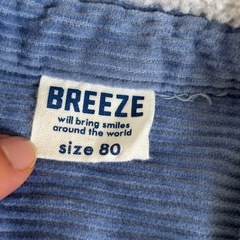 BREEZE
will bring smiles
around the world
size 80